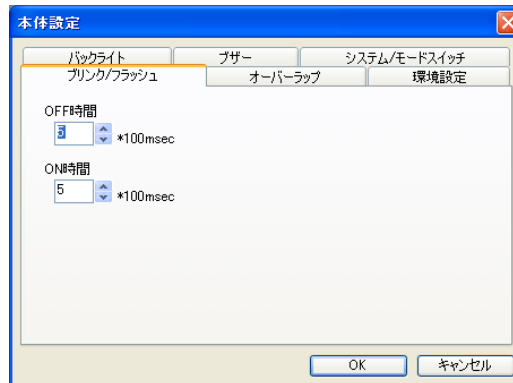 本体設定
バックライト ブザー システム/モードスイッチ
ブリンク/フラッシュ オーバーラップ 環境設定
OFF時間
5 *100msec
ON時間
5 *100msec
OK キャンセル